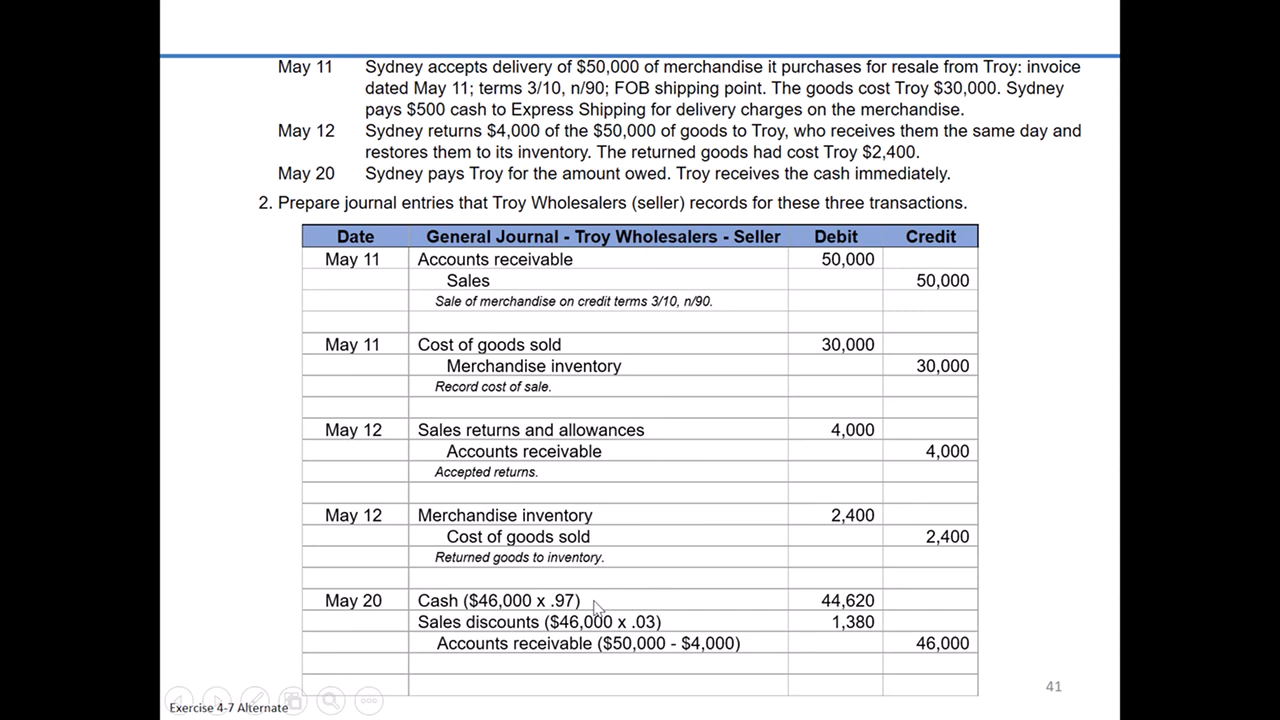 May 11 Sydney accepts delivery of $50,000 of merchandise it purchases for resale from Troy: invoice
dated May 11; terms 3/10, n/90; FOB shipping point. The goods cost Troy $30,000. Sydney
pays $500 cash to Express Shipping for delivery charges on the merchandise.
May 12 Sydney returns $4,000 of the $50,000 of goods to Troy, who receives them the same day and
restores them to its inventory. The returned goods had cost Troy $2,400.
May 20 Sydney pays Troy for the amount owed. Troy receives the cash immediately.
2. Prepare journal entries that Troy Wholesalers (seller) records for these three transactions.
Date General Journal - Troy Wholesalers - Seller Debit Credit
May 11 Accounts receivable 50,000
Sales 50,000
Sale of merchandise on credit terms 3/10, n/90.
May 11 Cost of goods sold 30,000
Merchandise inventory 30,000
Record cost of sale.
May 12 Sales returns and allowances 4,000
Accounts receivable 4,000
Accepted returns.
May 12 Merchandise inventory 2,400
Cost of goods sold 2,400
Returned goods to inventory.
May 20 Cash ($46,000 x .97) 44,620
Sales discounts ($46,000 x .03) 1,380
Accounts receivable ($50,000 - $4,000) 46,000
41
Exercise 4-7 Alternate